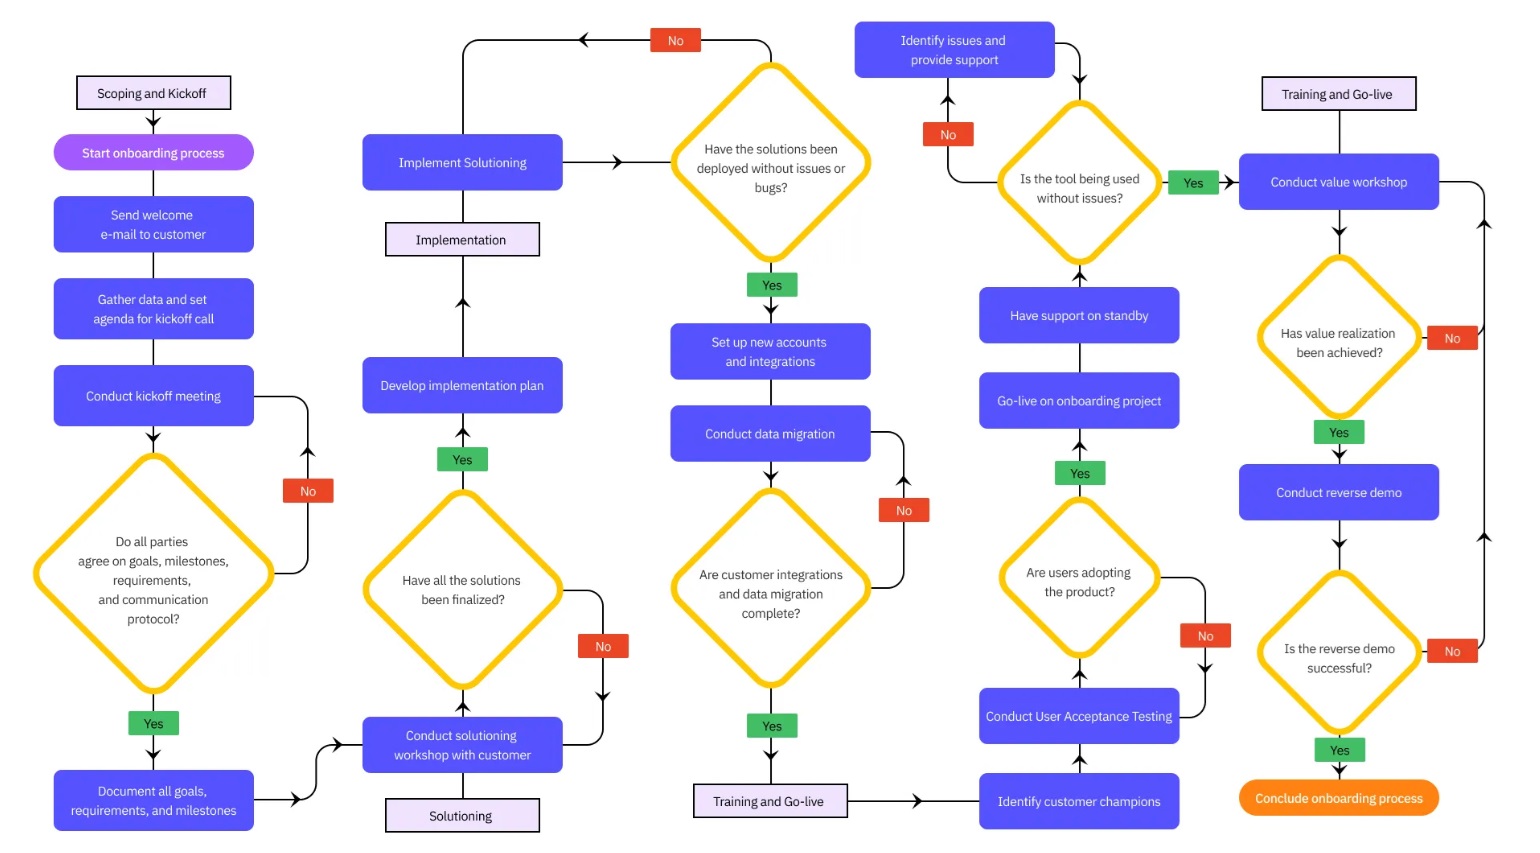 Scoping and Kickoff
Start onboarding process
Send welcome
e-mail to customer
Gather data and set
agenda for kickoff call
Conduct kickoff meeting
No
Do all parties
agree on goals, milestones,
requirements,
and communication
protocol?
Yes
Document all goals,
requirements, and milestones
Solutioning
Conduct solutioning
workshop with customer
No
Have all the solutions
been finalized?
Yes
Develop implementation plan
Implementation
Implement Solutioning
No
Have the solutions been
deployed without issues or
bugs?
Yes
Set up new accounts
and integrations
Conduct data migration
No
Are customer integrations
and data migration
complete?
Yes
Training and Go-live
Identify customer champions
Conduct User Acceptance Testing
No
Are users adopting
the product?
Yes
Go-live on onboarding project
Have support on standby
Is the tool being used
without issues?
No
Identify issues and
provide support
Yes
Training and Go-live
Conduct value workshop
Has value realization
been achieved?
No
Yes
Conduct reverse demo
Is the reverse demo
successful?
No
Yes
Conclude onboarding process